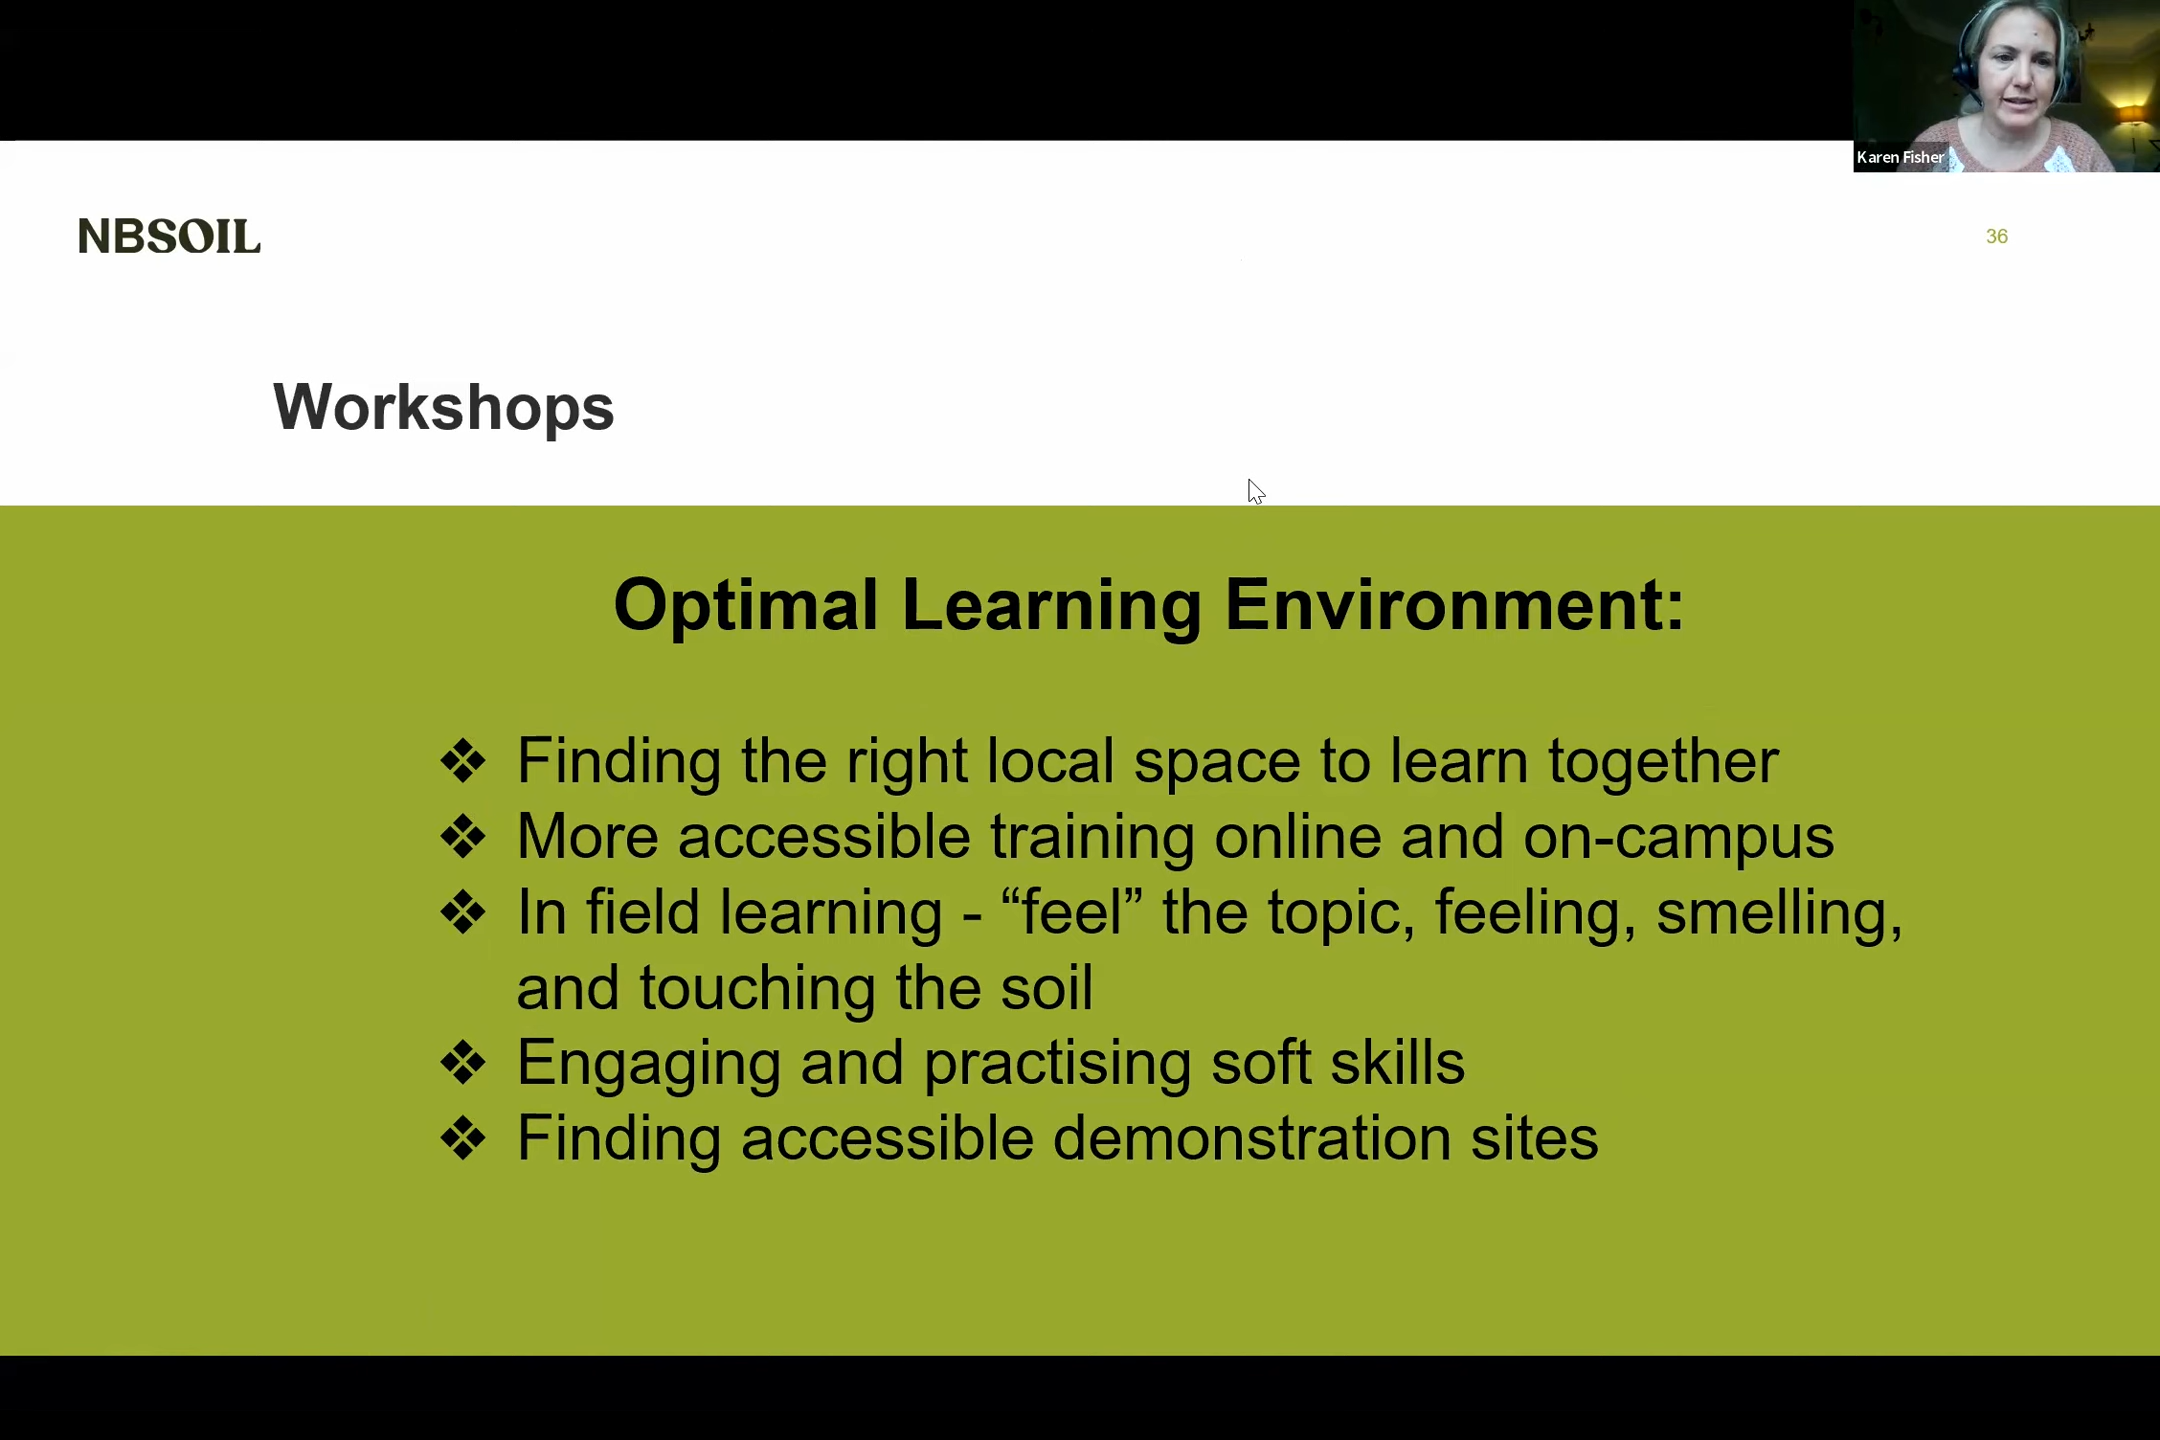 Karen Fisher
NBSOIL
36
Workshops
Optimal Learning Environment:
❖ Finding the right local space to learn together
❖ More accessible training online and on-campus
❖ In field learning - “feel” the topic, feeling, smelling,
and touching the soil
❖ Engaging and practising soft skills
❖ Finding accessible demonstration sites